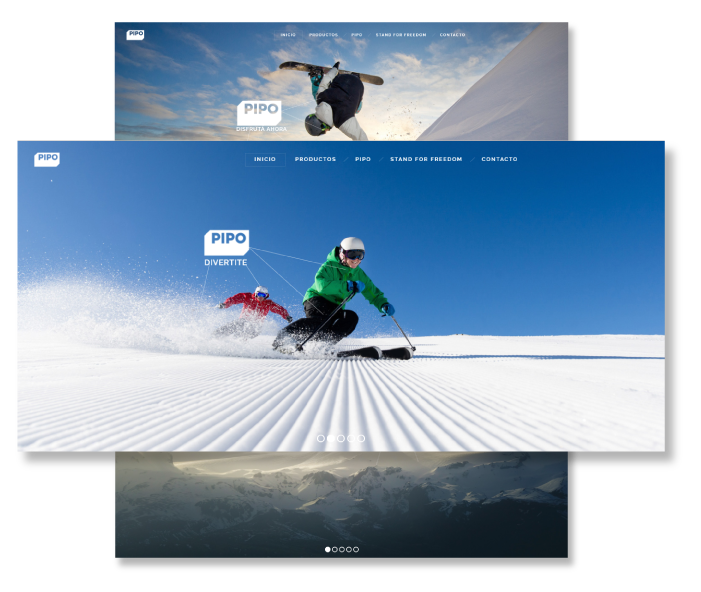 PIPO
INICIO PRODUCTOS PIPO STAND FOR FREEDOM CONTACTO
PIPO
DISFRUTA AHORA
PIPO
INICIO PRODUCTOS PIPO STAND FOR FREEDOM CONTACTO
PIPO
DIVERTITE